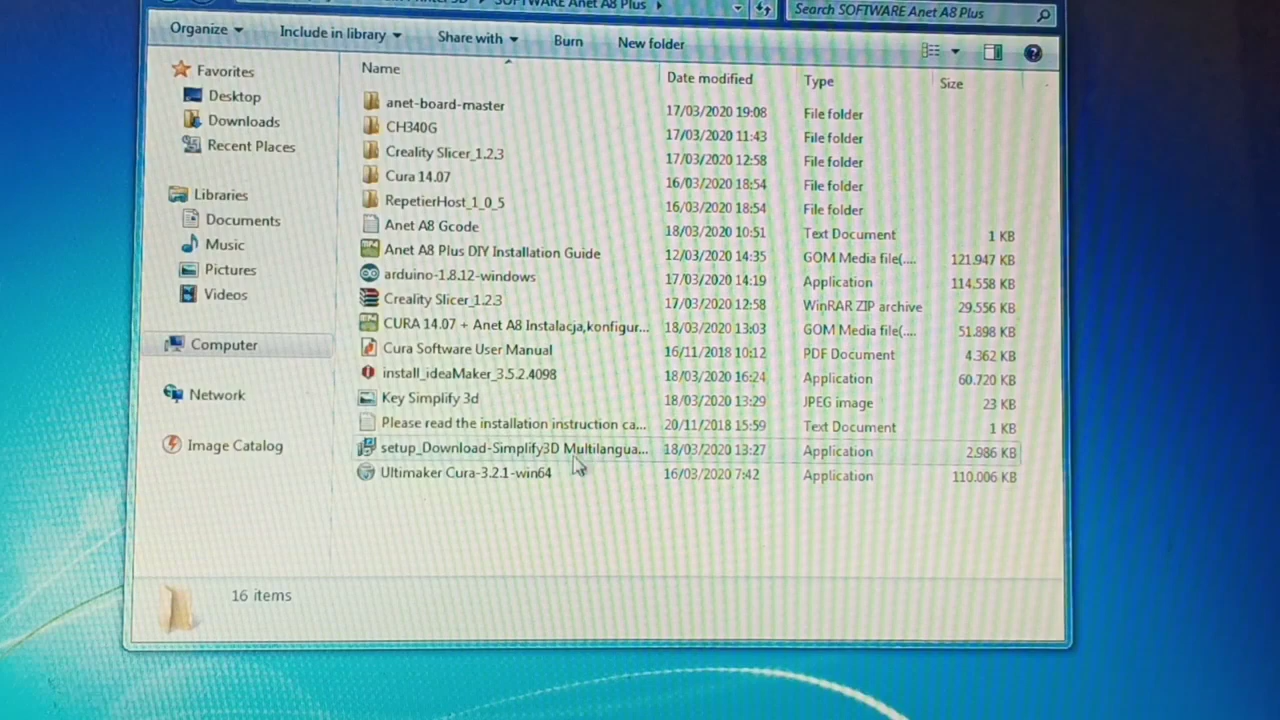 SOFTWARE Anet A8 Plus
Search SOFTWARE Anet A8 Plus
Organize Include in library Share with Burn New folder
Name Date modified Type Size
Favorites
Desktop
Downloads
Recent Places
Libraries
Documents
Music
Pictures
Videos
Computer
Network
Image Catalog
anet-board-master 17/03/2020 19:08 File folder
CH340G 17/03/2020 11:43 File folder
Creality Slicer_1.2.3 17/03/2020 12:58 File folder
Cura 14.07 16/03/2020 18:54 File folder
RepetierHost_1_0_5 16/03/2020 18:54 File folder
Anet A8 Gcode 18/03/2020 10:51 Text Document 1 KB
Anet A8 Plus DIY Installation Guide 12/03/2020 14:35 GOM Media file(.... 121.947 KB
arduino-1.8.12-windows 17/03/2020 14:19 Application 114.558 KB
Creality Slicer_1.2.3 17/03/2020 12:58 WinRAR ZIP archive 29.556 KB
CURA 14.07 + Anet A8 Instalacja,konfigur... 18/03/2020 13:03 GOM Media file(.... 51.898 KB
Cura Software User Manual 16/11/2018 10:12 PDF Document 4.362 KB
install_ideaMaker_3.5.2.4098 18/03/2020 16:24 Application 60.720 KB
Key Simplify 3d 18/03/2020 13:29 JPEG image 23 KB
Please read the installation instruction ca... 20/11/2018 15:59 Text Document 1 KB
setup_Download-Simplify3D Multilangua... 18/03/2020 13:27 Application 2.986 KB
Ultimaker Cura-3.2.1-win64 16/03/2020 7:42 Application 110.006 KB
16 items